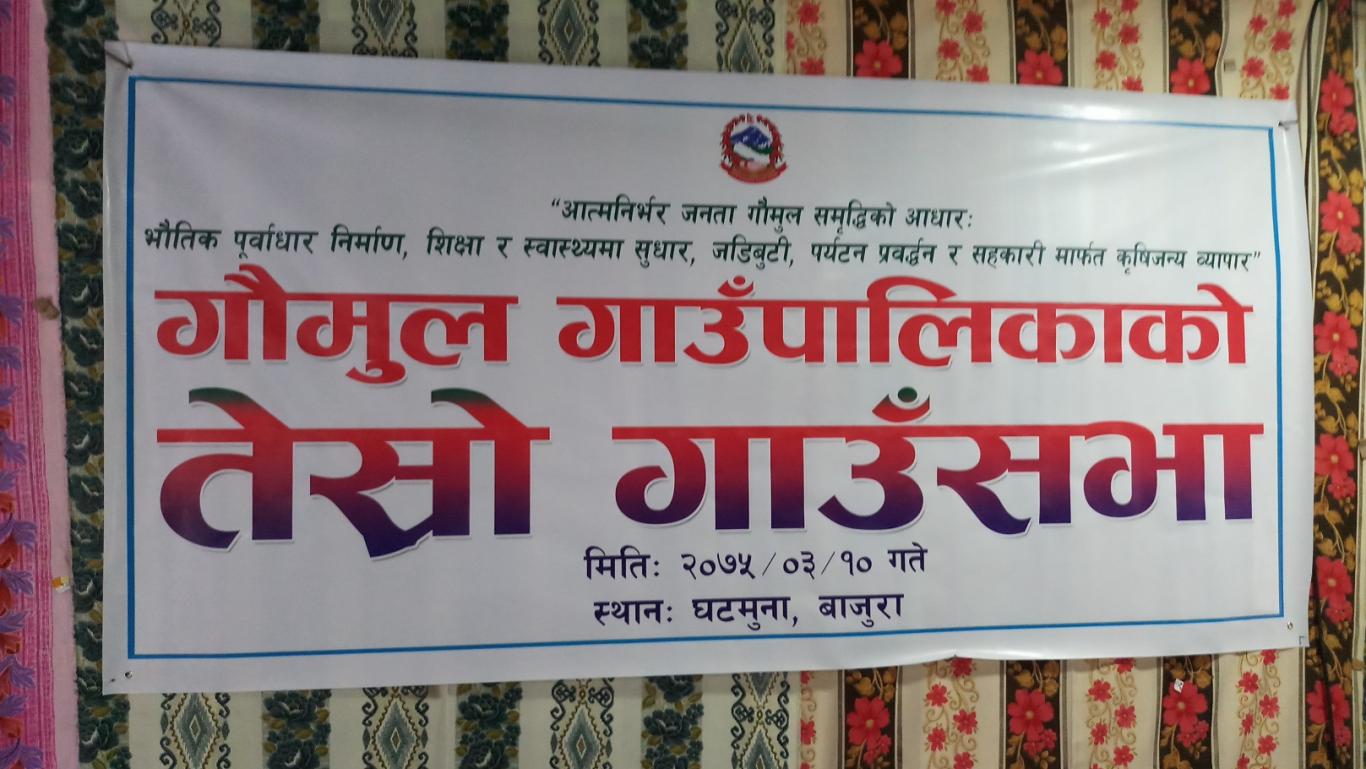 “आत्मनिर्भर जनता गौमुल समृद्धिको आधारः
भौतिक पूर्वाधार निर्माण, शिक्षा र स्वास्थ्यमा सुधार, जडिबुटी, पर्यटन प्रवर्द्धन र सहकारी मार्फत कृषिजन्य व्यापार”
गौमुल गाउँपालिकाको
तेस्रो गाउँसभा
मितिः २०७५/०३/१० गते
स्थानः घटमुना, बाजुरा